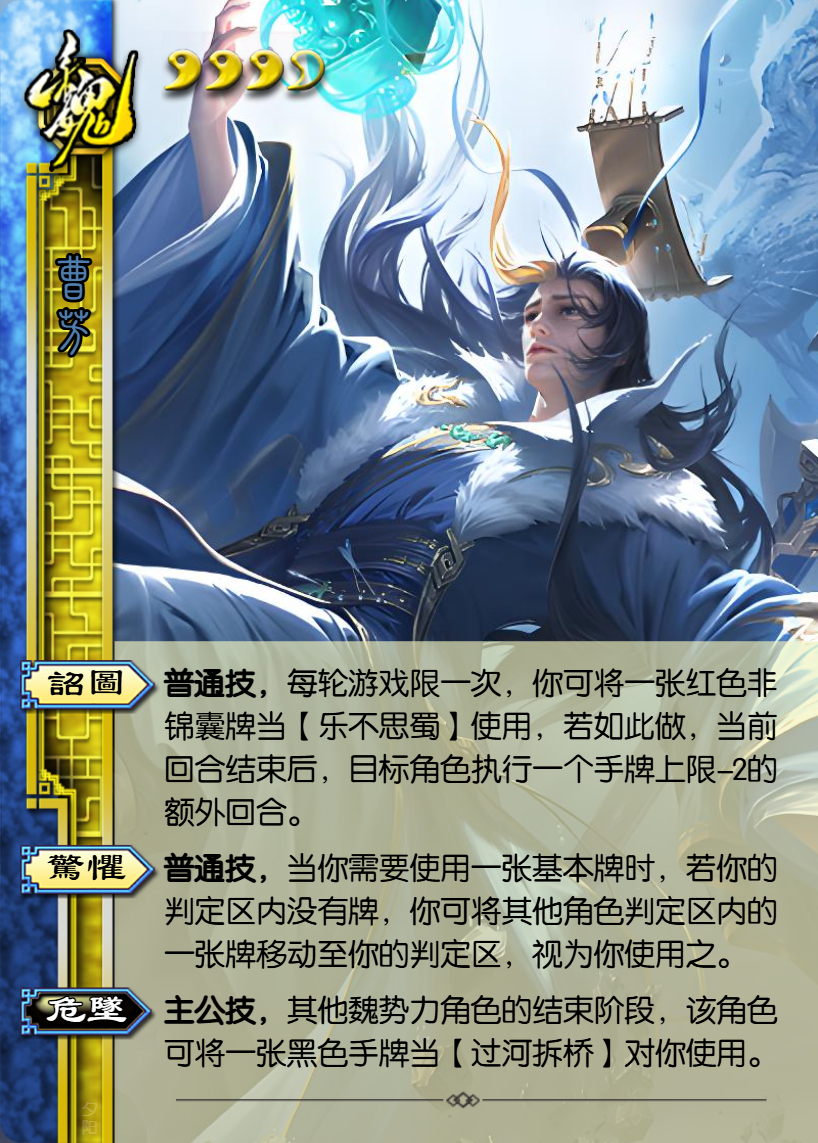 魏
曹芳
詔圖
普通技，每轮游戏限一次，你可将一张红色非
锦囊牌当【乐不思蜀】使用，若如此做，当前
回合结束后，目标角色执行一个手牌上限-2的
额外回合。
驚懼
普通技，当你需要使用一张基本牌时，若你的
判定区内没有牌，你可将其他角色判定区内的
一张牌移动至你的判定区，视为你使用之。
危墜
主公技，其他魏势力角色的结束阶段，该角色
可将一张黑色手牌当【过河拆桥】对你使用。